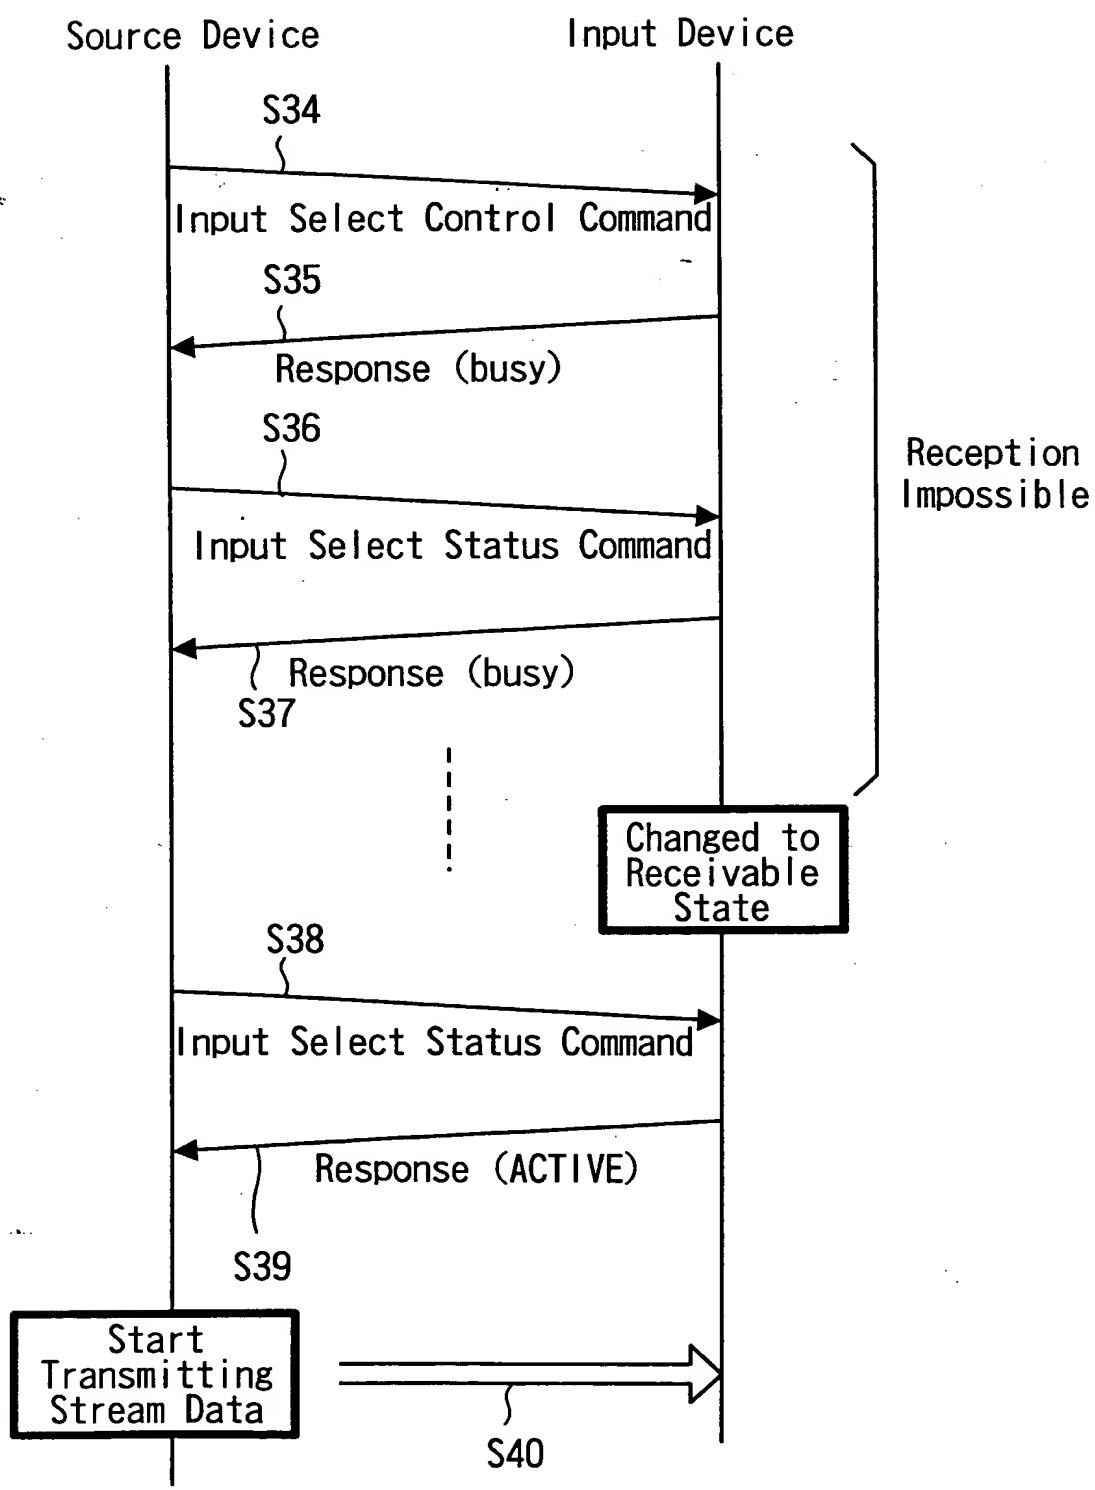 Source Device
Input Device
S34
Input Select Control Command
S35
Response (busy)
S36
Reception
Impossible
Input Select Status Command
Response (busy)
S37
Changed to
Receivable
State
S38
Input Select Status Command
Response (ACTIVE)
S39
Start
Transmitting
Stream Data
S40